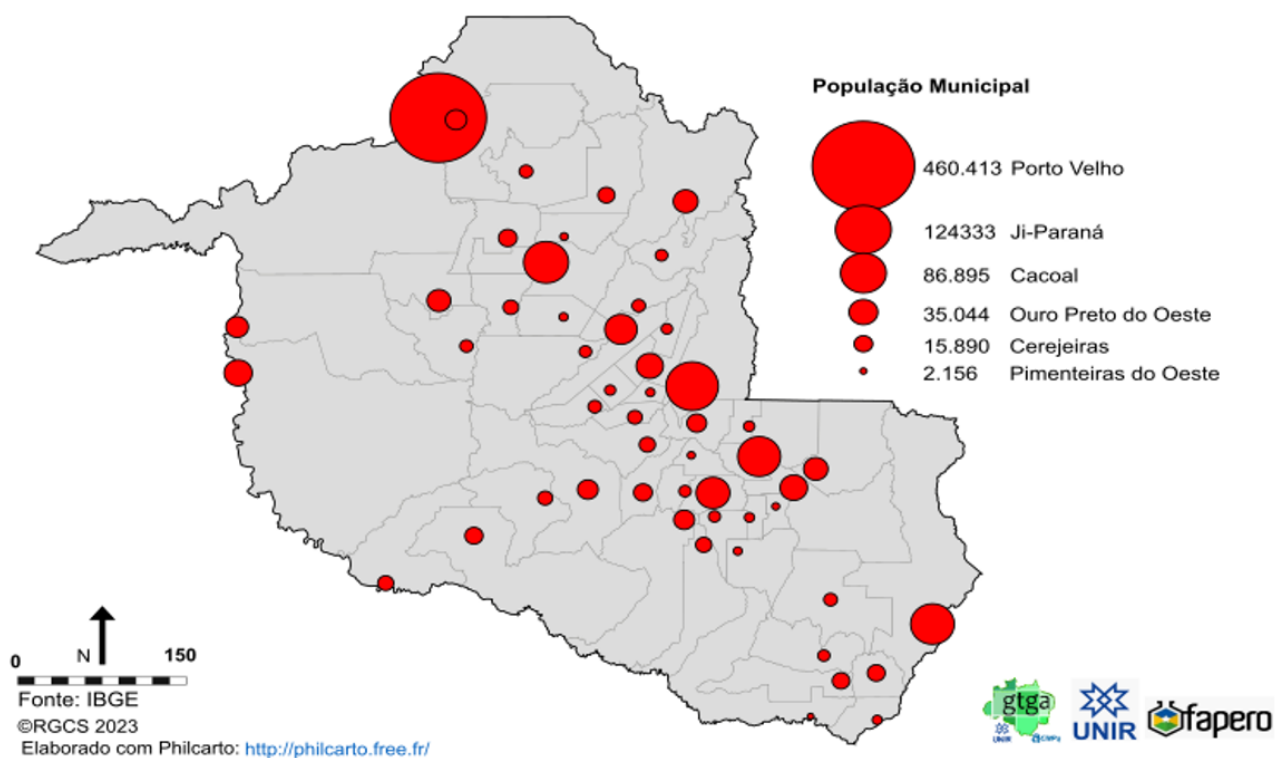 População Municipal
460.413 Porto Velho
124333 Ji-Paraná
86.895 Cacoal
35.044 Ouro Preto do Oeste
15.890 Cerejeiras
2.156 Pimenteiras do Oeste
0 N 150
Fonte: IBGE
©RGCS 2023
Elaborado com Philcarto: http://philcarto.free.fr/
gtga
UNIR
UNIR
fapero